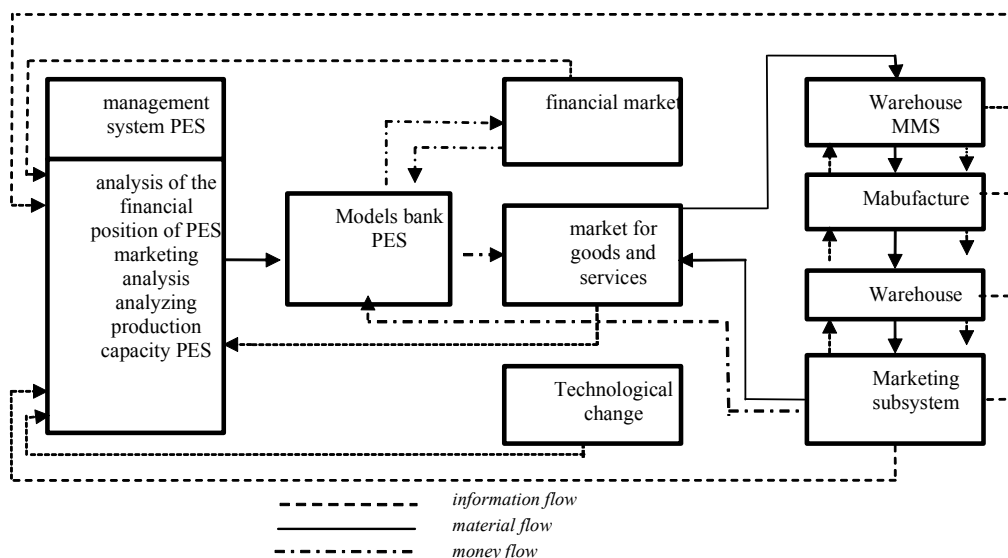 management
system PES
analysis of the
financial
position of PES
marketing
analysis
analyzing
production
capacity PES
Models bank
PES
financial market
market for
goods and
services
Technological
change
Warehouse
MMS
Mabufacture
Warehouse
Marketing
subsystem
information flow
material flow
money flow